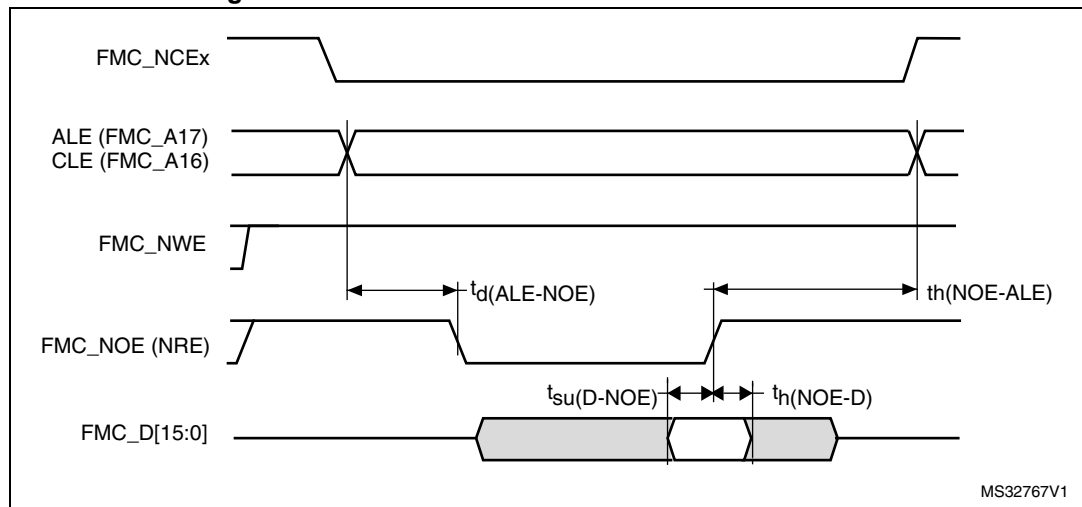 FMC_NCEx
ALE (FMC_A17)
CLE (FMC_A16)
FMC_NWE
td(ALE-NOE)
th(NOE-ALE)
FMC_NOE (NRE)
tsu(D-NOE)
th(NOE-D)
FMC_D[15:0]
MS32767V1